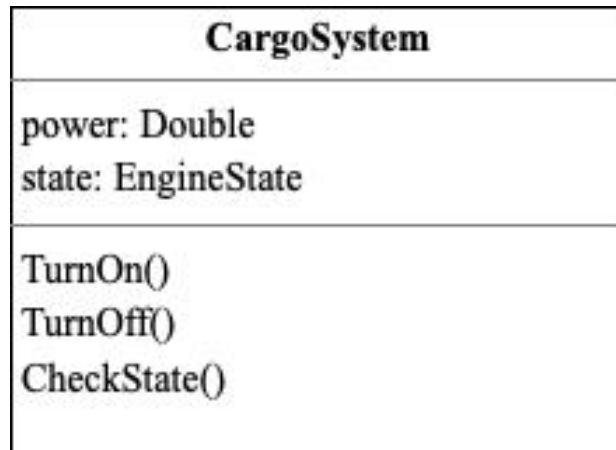 CargoSystem
power: Double
state: EngineState
TurnOn()
TurnOff()
CheckState()